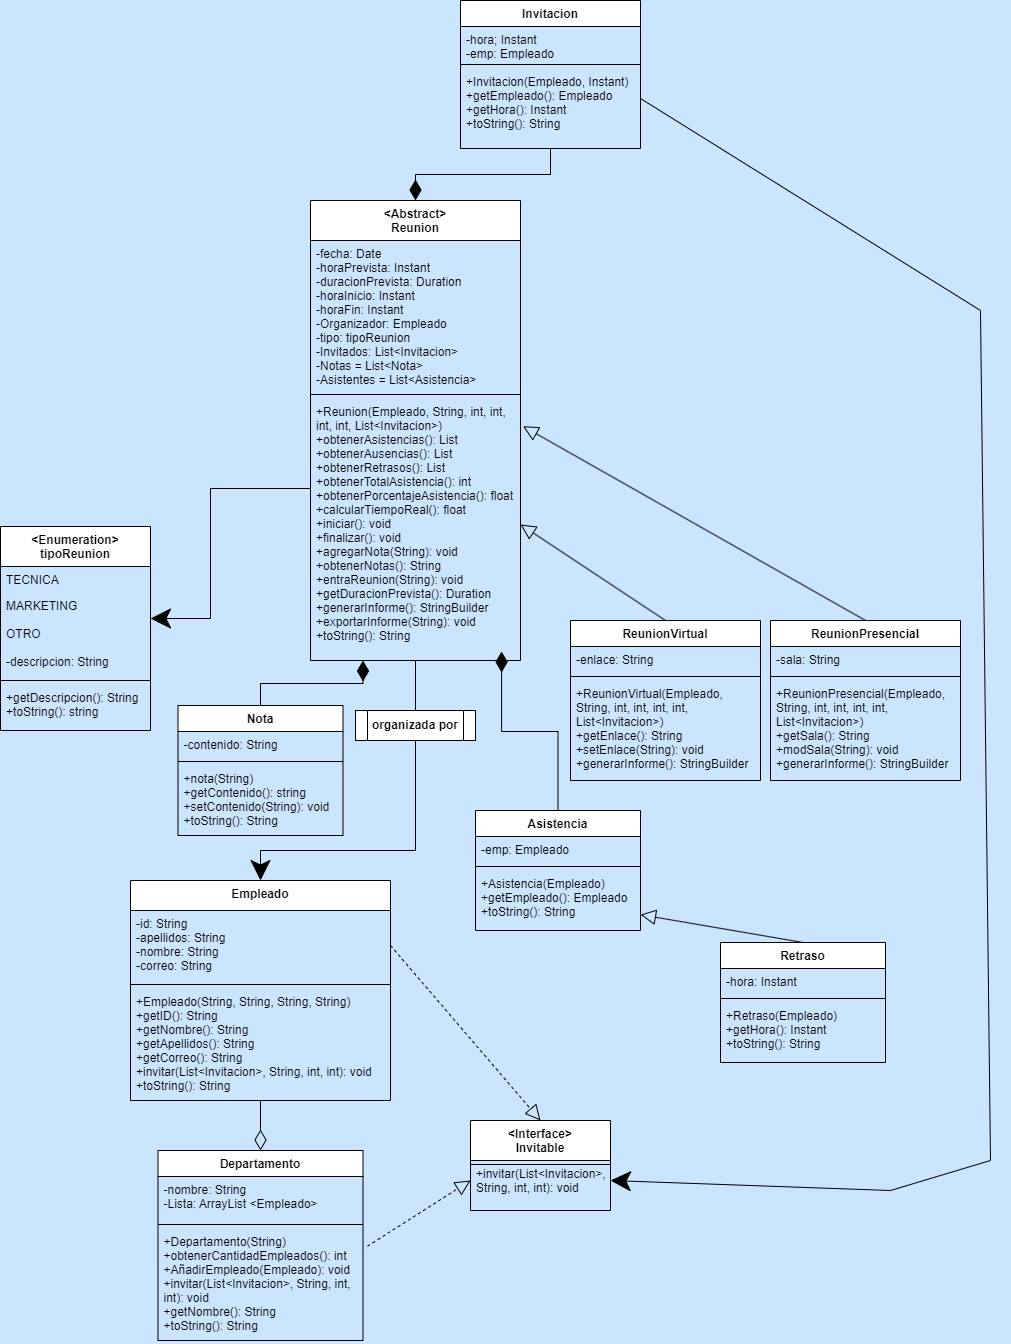 Invitacion
-hora; Instant
-emp: Empleado
+Invitacion(Empleado, Instant)
+getEmpleado(): Empleado
+getHora(): Instant
+toString(): String
<Abstract>
Reunion
-fecha: Date
-horaPrevista: Instant
-duracionPrevista: Duration
-horaInicio: Instant
-horaFin: Instant
-Organizador: Empleado
-tipo: tipoReunion
-Invitados: List<Invitacion>
-Notas = List<Nota>
-Asistentes = List<Asistencia>
+Reunion(Empleado, String, int, int,
int, int, List<Invitacion>)
+obtenerAsistencias(): List
+obtenerAusencias(): List
+obtenerRetrasos(): List
+obtenerTotalAsistencia(): int
+obtenerPorcentajeAsistencia(): float
+calcularTiempoReal(): float
+iniciar(): void
+finalizar(): void
+agregarNota(String): void
+obtenerNotas(): String
+entraReunion(String): void
+getDuracionPrevista(): Duration
+generarInforme(): StringBuilder
+exportarInforme(String): void
+toString(): String
<Enumeration>
tipoReunion
TECNICA
MARKETING
OTRO
-descripcion: String
+getDescripcion(): String
+toString(): string
ReunionVirtual
-enlace: String
+ReunionVirtual(Empleado,
String, int, int, int, int,
List<Invitacion>)
+getEnlace(): String
+setEnlace(String): void
+generarInforme(): StringBuilder
ReunionPresencial
-sala: String
+ReunionPresencial(Empleado,
String, int, int, int, int,
List<Invitacion>)
+getSala(): String
+modSala(String): void
+generarInforme(): StringBuilder
Nota
-contenido: String
+nota(String)
+getContenido(): string
+setContenido(String): void
+toString(): String
organizada por
Asistencia
-emp: Empleado
+Asistencia(Empleado)
+getEmpleado(): Empleado
+toString(): String
Empleado
-id: String
-apellidos: String
-nombre: String
-correo: String
+Empleado(String, String, String, String)
+getID(): String
+getNombre(): String
+getApellidos(): String
+getCorreo(): String
+invitar(List<Invitacion>, String, int, int): void
+toString(): String
Retraso
-hora: Instant
+Retraso(Empleado)
+getHora(): Instant
+toString(): String
<Interface>
Invitable
+invitar(List<Invitacion>,
String, int, int): void
Departamento
-nombre: String
-Lista: ArrayList <Empleado>
+Departamento(String)
+obtenerCantidadEmpleados(): int
+AñadirEmpleado(Empleado): void
+invitar(List<Invitacion>, String, int,
int): void
+getNombre(): String
+toString(): String